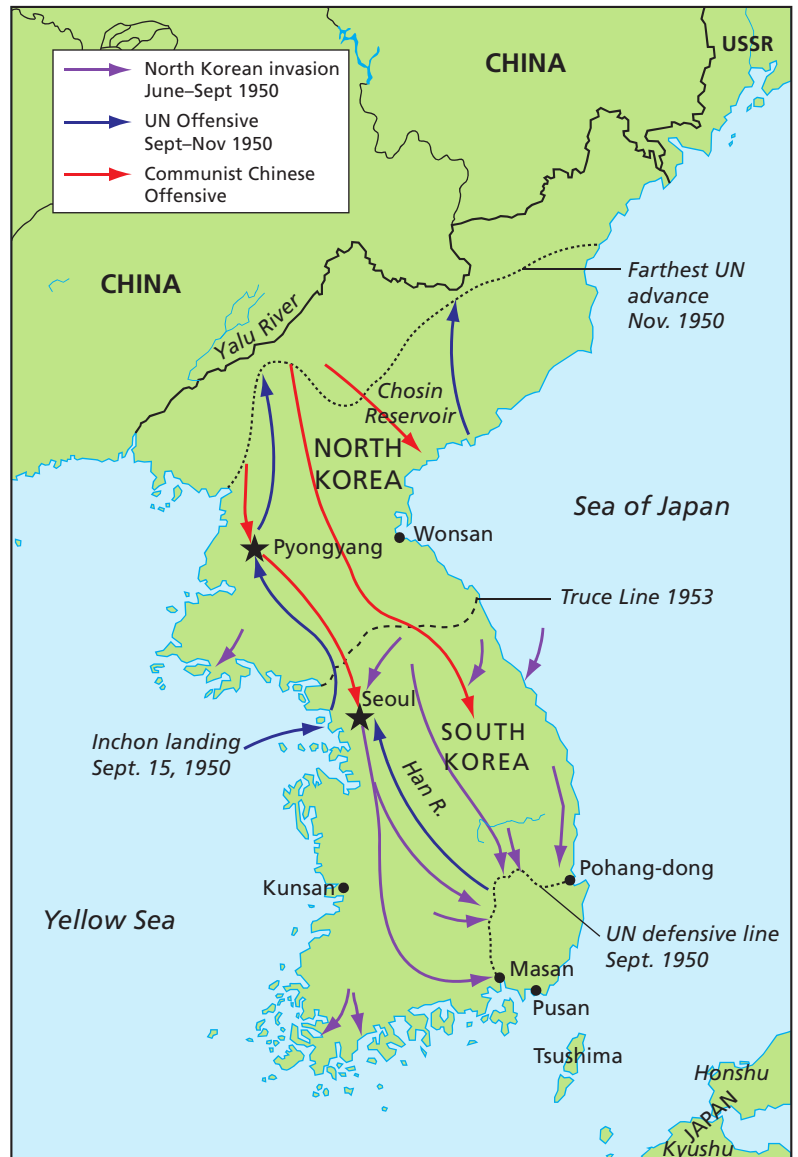 North Korean invasion
June–Sept 1950
UN Offensive
Sept–Nov 1950
Communist Chinese
Offensive
CHINA
USSR
CHINA
Yalu River
Farthest UN
advance
Nov. 1950
Chosin
Reservoir
NORTH
KOREA
Sea of Japan
Wonsan
Pyongyang
Truce Line 1953
Seoul
SOUTH
KOREA
Inchon landing
Sept. 15, 1950
Han R.
Pohang-dong
Kunsan
Yellow Sea
UN defensive line
Sept. 1950
Masan
Pusan
Tsushima
Honshu
JAPAN
Kyushu